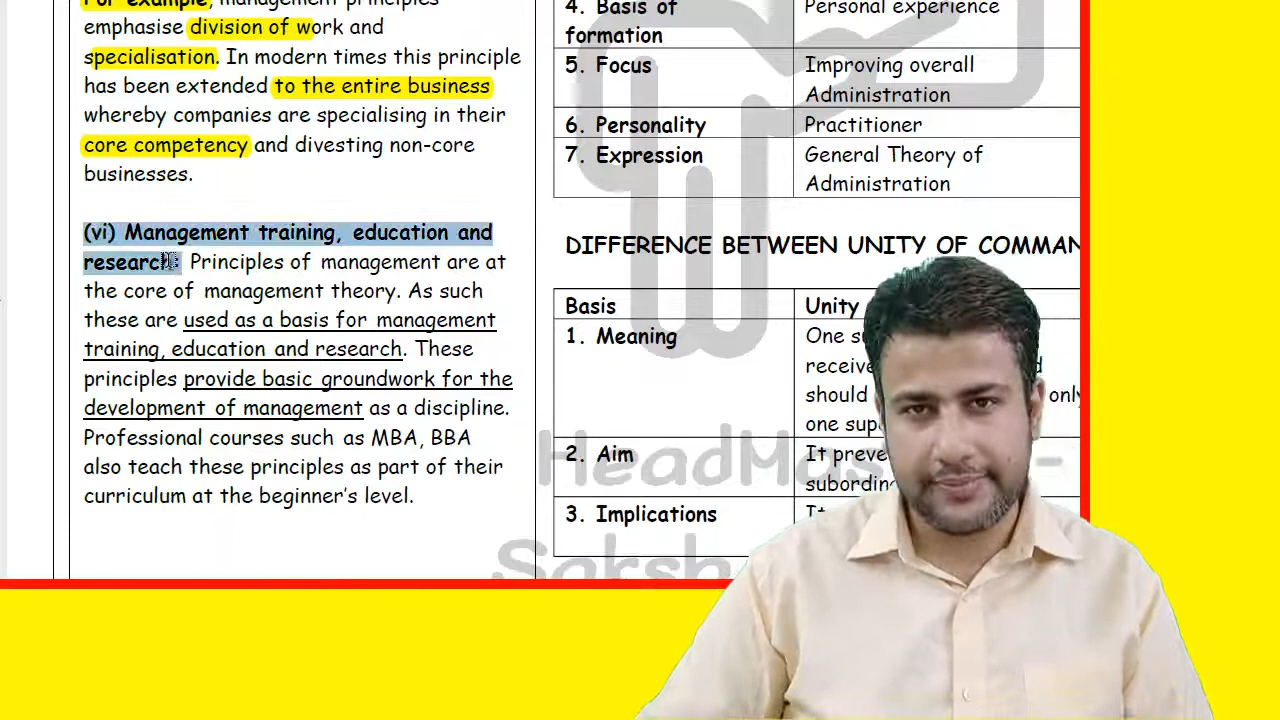 For example, management principles
emphasise division of work and
specialisation. In modern times this principle
has been extended to the entire business
whereby companies are specialising in their
core competency and divesting non-core
businesses.
(vi) Management training, education and
research: Principles of management are at
the core of management theory. As such
these are used as a basis for management
training, education and research. These
principles provide basic groundwork for the
development of management as a discipline.
Professional courses such as MBA, BBA
also teach these principles as part of their
curriculum at the beginner's level.
4. Basis of
formation
Personal experience
5. Focus
Improving overall
Administration
6. Personality
Practitioner
7. Expression
General Theory of
Administration
DIFFERENCE BETWEEN UNITY OF COMMAN
Basis
Unity
1. Meaning
One
receive
should only
one
2. Aim
It
3. Implications
It
HeadMas
Saksh